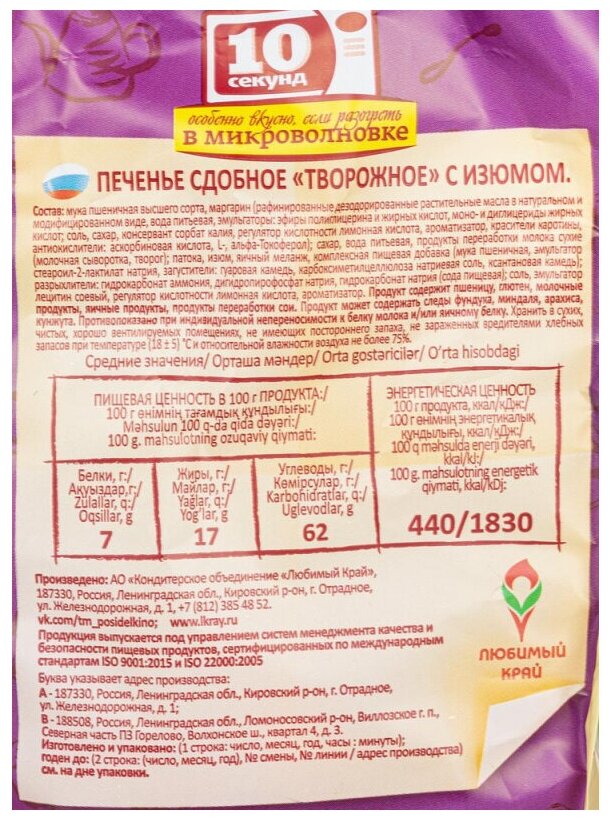 10
секунд
особенно вкусно, если разогреть
в микроволновке
ПЕЧЕНЬЕ СДОБНОЕ «ТВОРОЖНОЕ» С ИЗЮМОМ.
Состав: мука пшеничная высшего сорта, маргарин (рафинированные дезодорированные растительные масла в натуральном и
модифицированном виде, вода питьевая, эмульгаторы: эфиры полиглицерина и жирных кислот, моно- и диглицериды жирных
кислот; соль, сахар, консервант сорбат калия, регулятор кислотности лимонная кислота, ароматизатор, красители каротины,
антиокислители: аскорбиновая кислота, L-, альфа-Токоферол); сахар, вода питьевая, продукты переработки молока сухие
(молочная сыворотка, творог); патока, изюм, яичный меланж, комплексная пищевая добавка (мука пшеничная, эмульгатор
стеароил-2-лактилат натрия, загустители: гуаровая камедь, карбоксиметилцеллюлоза натриевая соль, ксантановая камедь);
разрыхлители: гидрокарбонат аммония, дигидропирофосфат натрия, гидрокарбонат натрия (сода пищевая); соль, эмульгатор
лецитин соевый, регулятор кислотности лимонная кислота, ароматизатор. Продукт содержит пшеницу, глютен, молочные
продукты, яичные продукты, продукты переработки сои. Продукт может содержать следы фундука, миндаля, арахиса,
кунжута. Противопоказано при индивидуальной непереносимости к белку молока и/или яичному белку. Хранить в сухих,
чистых, хорошо вентилируемых помещениях, не имеющих постороннего запаха, не зараженных вредителями хлебных
запасов при температуре (18 ± 5) °С и относительной влажности воздуха не более 75%.
Средние значения/ Орташа мәндер/ Orta göstəricilər/ O'rta hisobdagi
ПИЩЕВАЯ ЦЕННОСТЬ В 100 г ПРОДУКТА:/
100 г өнімнің тағамдық құндылығы:/
Məhsulun 100 q-da qida dəyəri:/
100 g. mahsulotning ozuqaviy qiymati:
ЭНЕРГЕТИЧЕСКАЯ ЦЕННОСТЬ
100 г продукта, ккал/кДж:/
100 г өнімнің энергетикалық
құндылығы, ккал/кДж:/
100 q məhsulda enerji dəyəri,
kkal/kJ:/
100 g. mahsulotning energetik
qiymati, kkal/kDj:
Белки, г:/
Ақуыздар,г:/
Zülallar, q:/
Oqsillar, g
7
Жиры, г:/
Майлар, г:/
Yağlar, q:/
Yog'lar, g
17
Углеводы, г:/
Көмірсулар, г:/
Karbohidratlar, q:/
Uglevodlar, g
62
440/1830
Произведено: АО «Кондитерское объединение «Любимый Край»,
187330, Россия, Ленинградская обл., Кировский р-он, г. Отрадное,
ул. Железнодорожная, д. 1, +7 (812) 385 48 52.
vk.com/tm_posidelkino; www.lkray.ru
Продукция выпускается под управлением систем менеджмента качества и
безопасности пищевых продуктов, сертифицированных по международным
стандартам ISO 9001:2015 и ISO 22000:2005
Буква указывает адрес производства:
А - 187330, Россия, Ленинградская обл., Кировский р-он, г. Отрадное,
ул. Железнодорожная, д. 1;
В - 188508, Россия, Ленинградская обл., Ломоносовский р-он, Виллозское г. п.,
Северная часть ПЗ Горелово, Волхонское ш., квартал 4, д. 3.
Изготовлено и упаковано: (1 строка: число, месяц, год, часы : минуты);
годен до: (2 строка: (число, месяц, год), № смены, № линии / адрес производства)
см. на дне упаковки.
ЛЮБИМЫЙ
КРАЙ